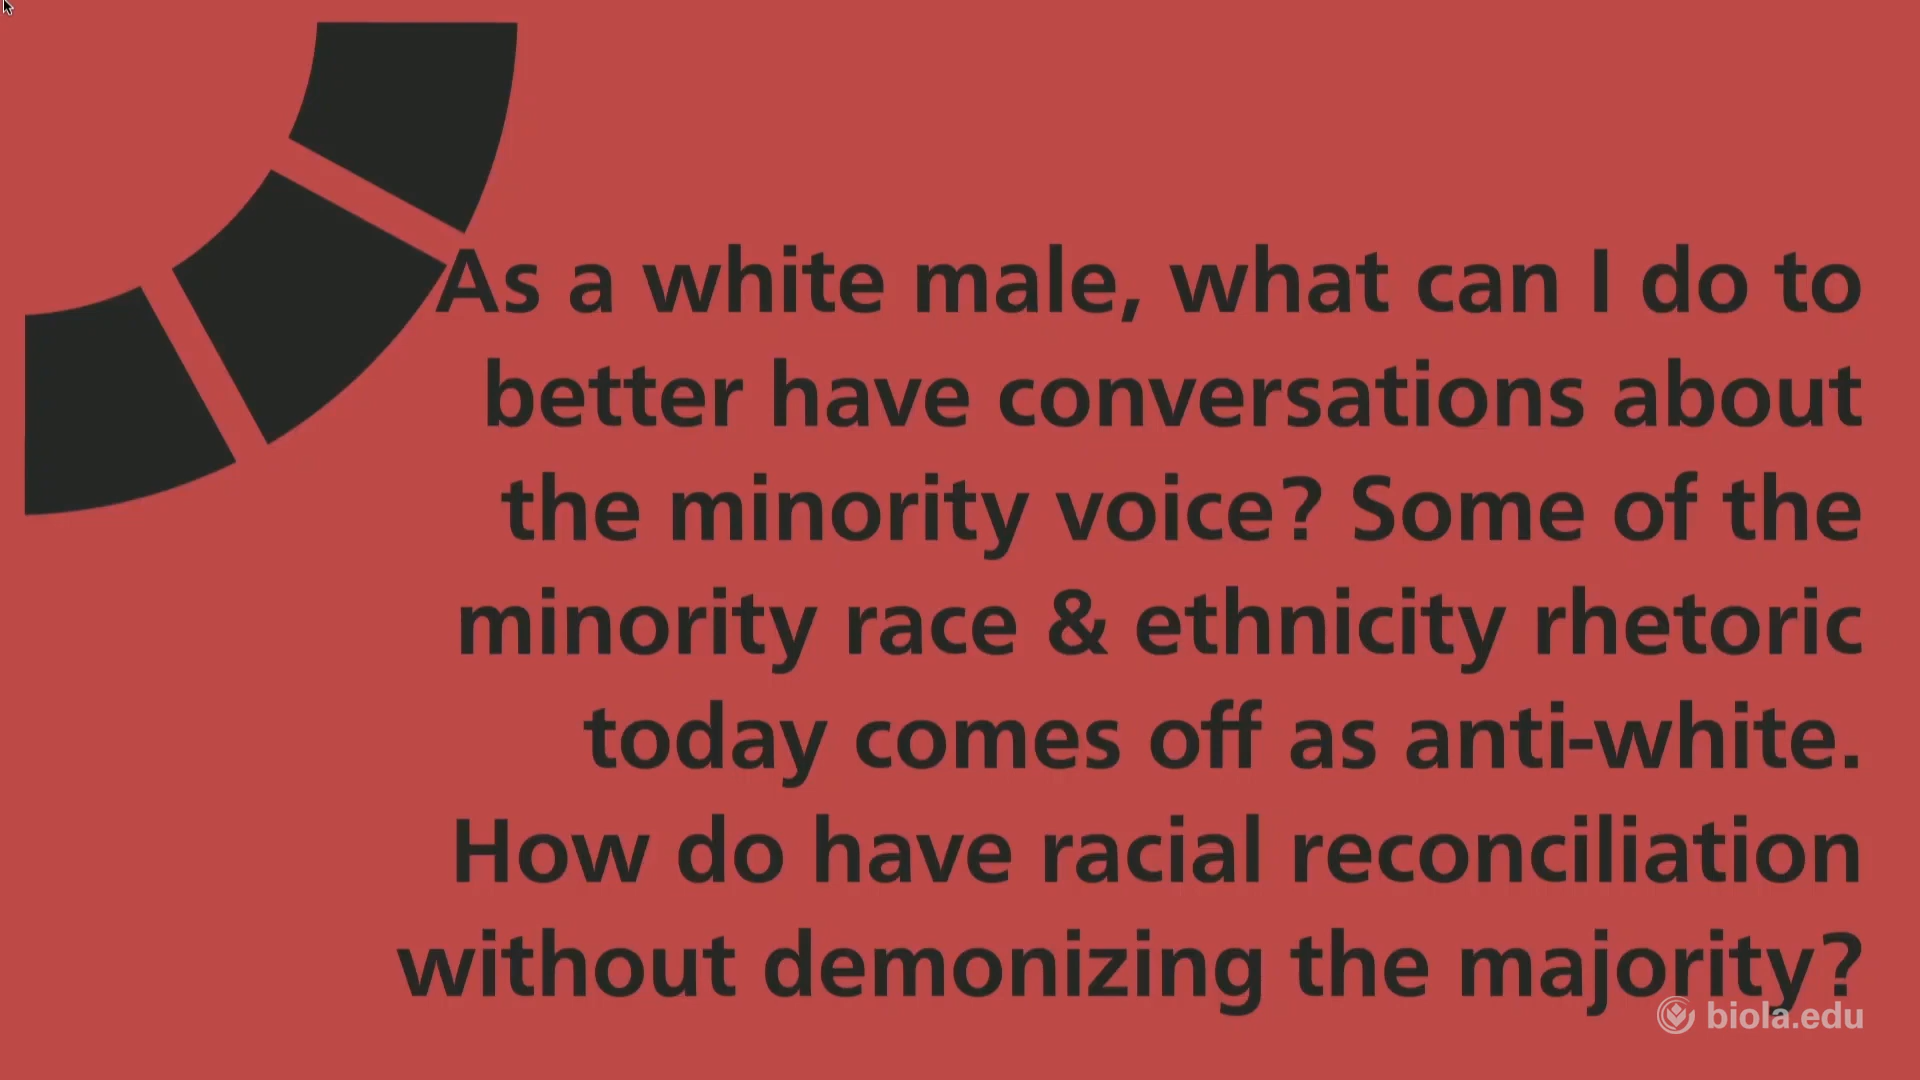 As a white male, what can I do to
better have conversations about
the minority voice? Some of the
minority race & ethnicity rhetoric
today comes off as anti-white.
How do have racial reconciliation
without demonizing the majority?
biola.edu